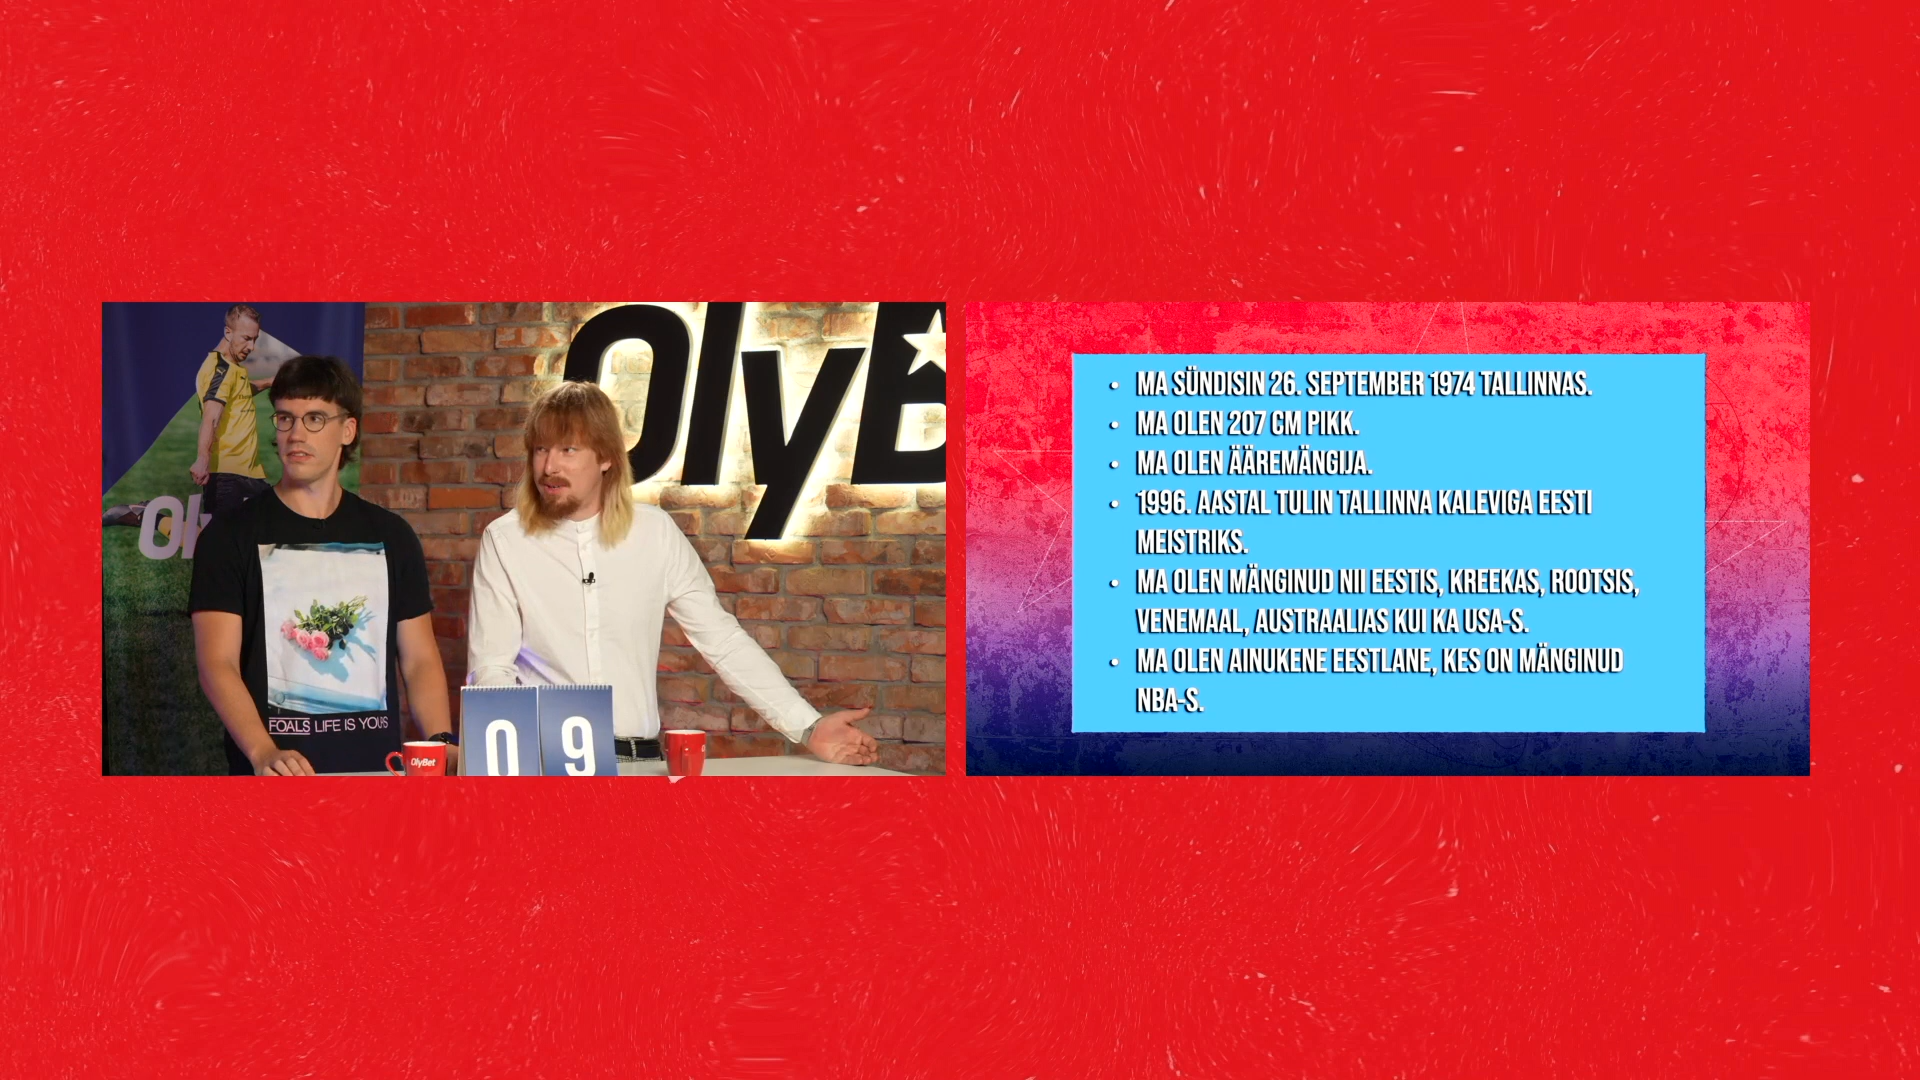 OlyB
Ol
FOALS LIFE IS YOURS
OlyBet
0 9
O
• MA SÜNDISIN 26. SEPTEMBER 1974 TALLINNAS.
• MA OLEN 207 CM PIKK.
• MA OLEN ÄÄREMÄNGIJA.
• 1996. AASTAL TULIN TALLINNA KALEVIGA EESTI
MEISTRIKS.
• MA OLEN MÄNGINUD NII EESTIS, KREEKAS, ROOTSIS,
VENEMAAL, AUSTRAALIAS KUI KA USA-S.
• MA OLEN AINUKENE EESTLANE, KES ON MÄNGINUD
NBA-S.